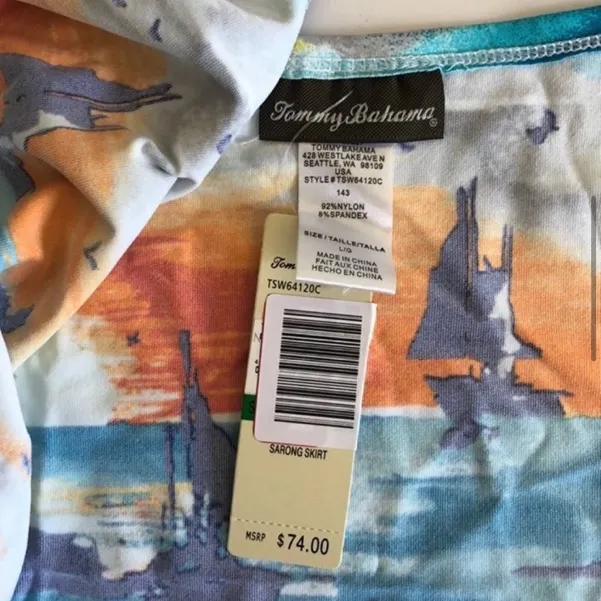 Tommy Bahama®
TOMMY BAHAMA
428 WESTLAKE AVE N
SEATTLE, WA 98109
USA
STYLE # TSW64120C
143
92%NYLON
8%SPANDEX
SIZE / TAILLE/TALLA
L/G
MADE IN CHINA
FAIT AUX CHINE
HECHO EN CHINA
Tom
TSW64120C
SARONG SKIRT
MSRP $74.00